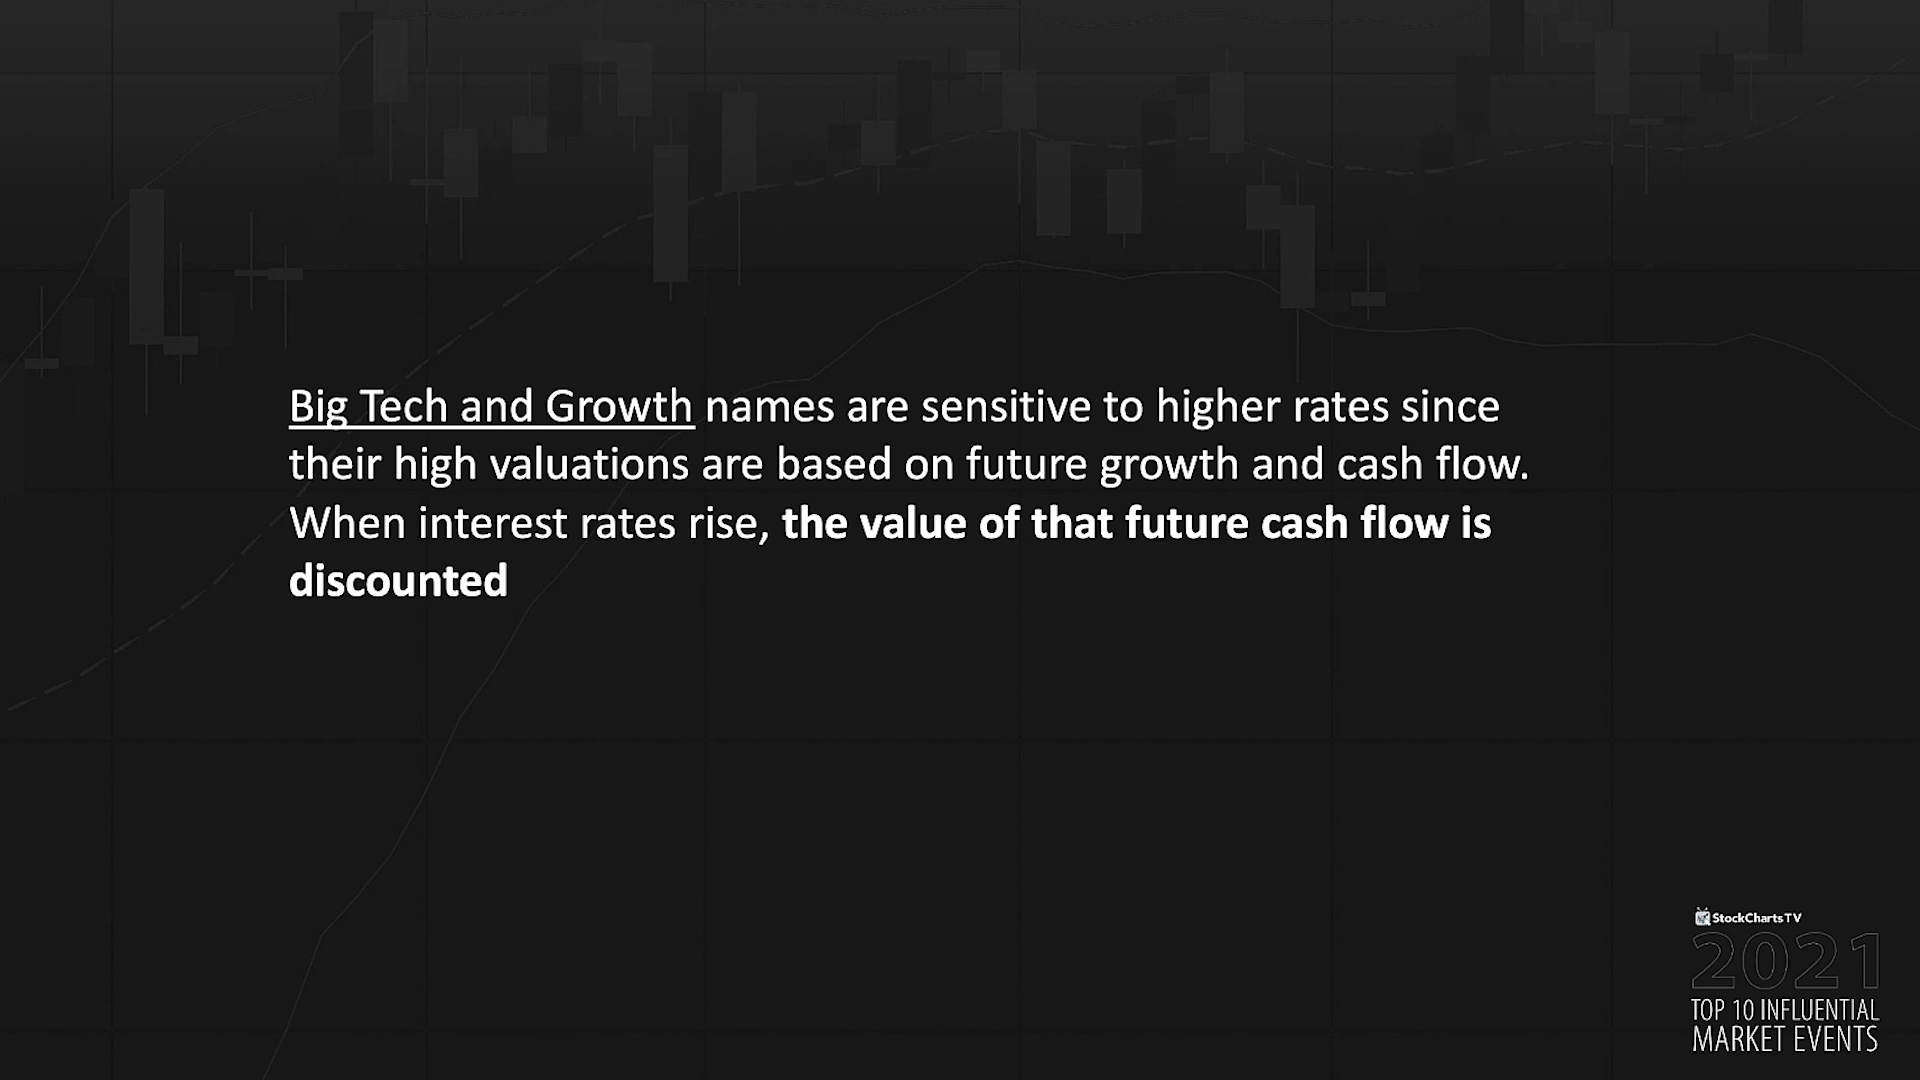 Big Tech and Growth names are sensitive to higher rates since
their high valuations are based on future growth and cash flow.
When interest rates rise, the value of that future cash flow is
discounted
StockChartsTV
2021
TOP 10 INFLUENTIAL
MARKET EVENTS